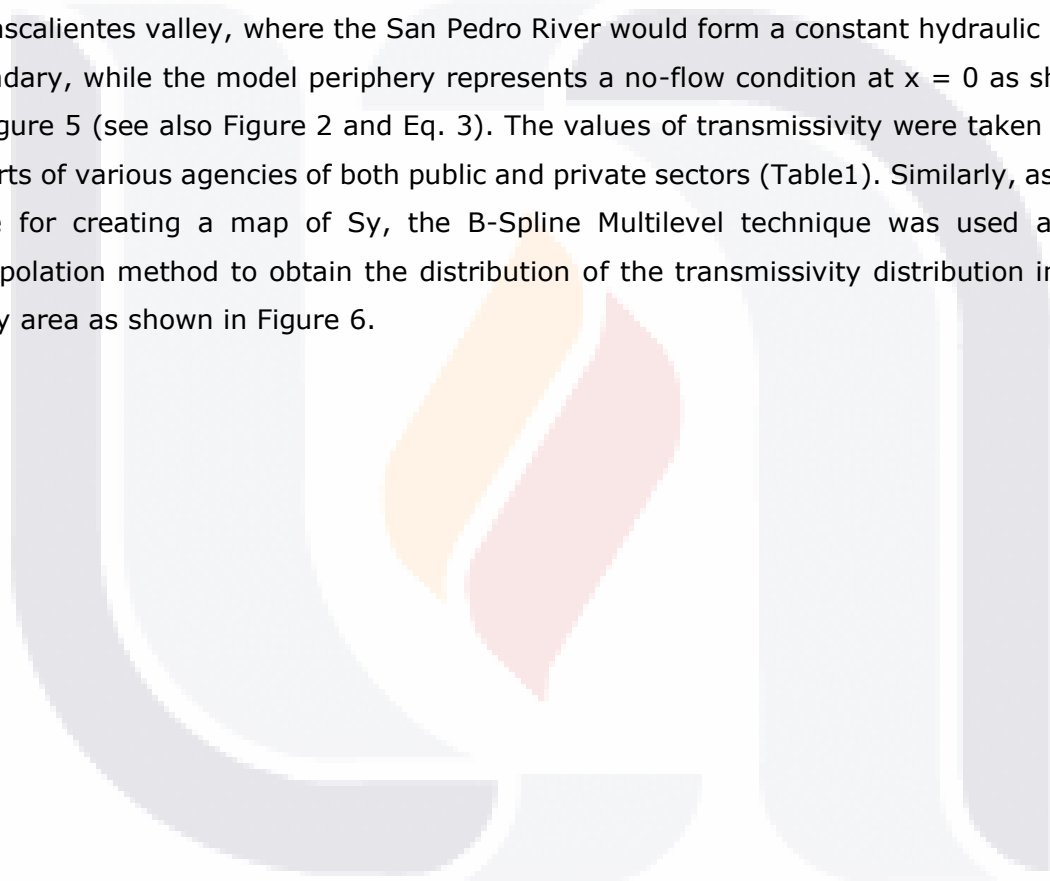 ascalientes valley, where the San Pedro River would form a constant hydraulic
ndary, while the model periphery represents a no-flow condition at x = 0 as sh
gure 5 (see also Figure 2 and Eq. 3). The values of transmissivity were taken
rts of various agencies of both public and private sectors (Table1). Similarly, as
e for creating a map of Sy, the B-Spline Multilevel technique was used a
polation method to obtain the distribution of the transmissivity distribution in
y area as shown in Figure 6.